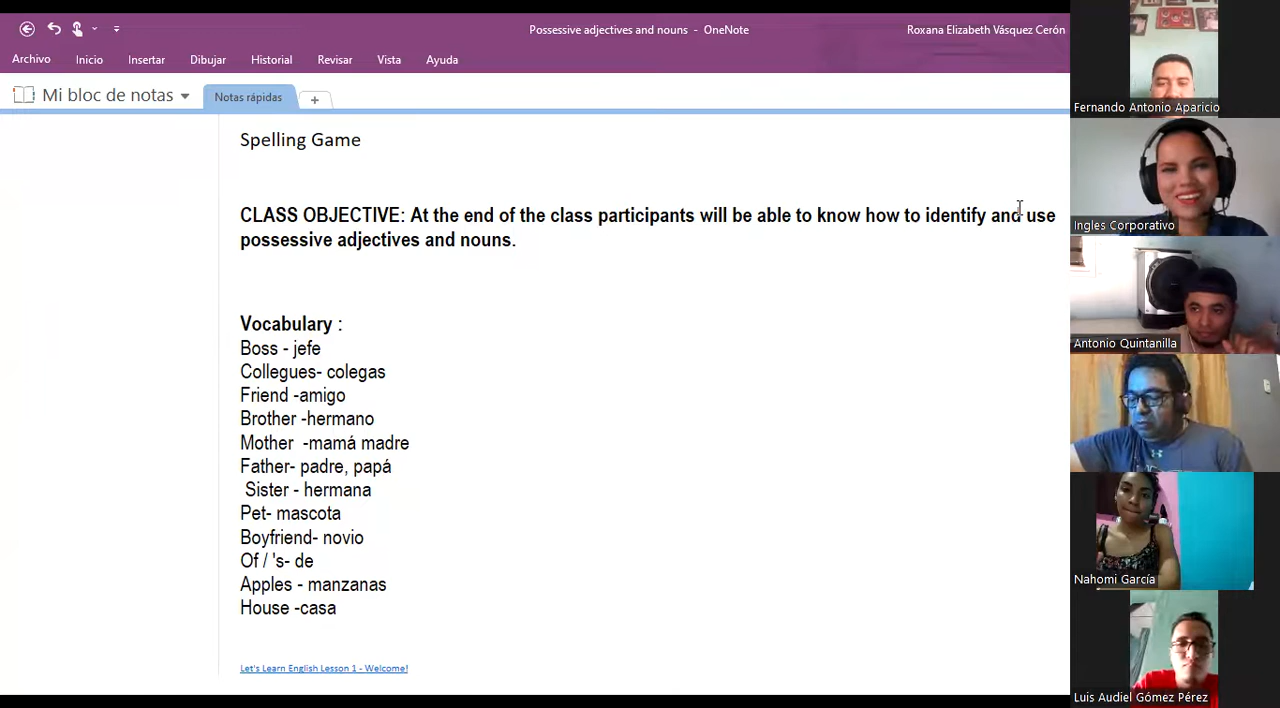 Possessive adjectives and nouns - OneNote
Roxana Elizabeth Vásquez Cerón
Archivo Inicio Insertar Dibujar Historial Revisar Vista Ayuda
Mi bloc de notas
Notas rápidas
Spelling Game
CLASS OBJECTIVE: At the end of the class participants will be able to know how to identify and use
possessive adjectives and nouns.
Vocabulary :
Boss - jefe
Collegues- colegas
Friend -amigo
Brother -hermano
Mother -mamá madre
Father- padre, papá
Sister - hermana
Pet- mascota
Boyfriend- novio
Of / 's- de
Apples - manzanas
House -casa
Let's Learn English Lesson 1 - Welcome!
Fernando Antonio Aparicio
Ingles Corporativo
Antonio Quintanilla
Nahomi García
Luis Audiel Gómez Pérez